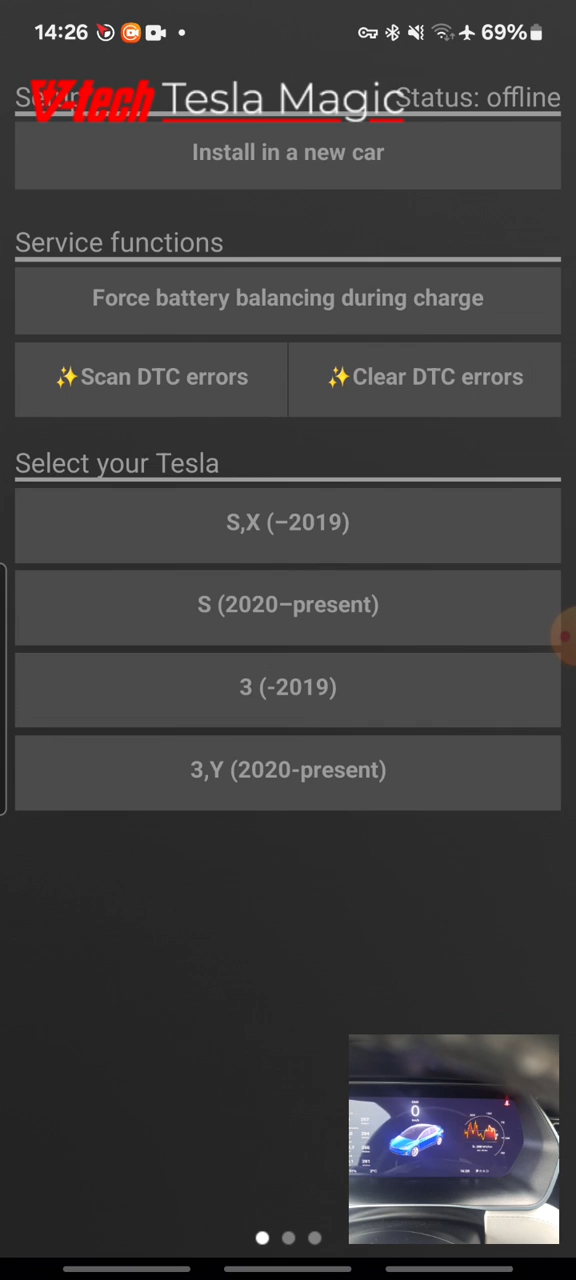 14:26 69%
V-tech Tesla Magic Status: offline
Install in a new car
Service functions
Force battery balancing during charge
✨Scan DTC errors ✨Clear DTC errors
Select your Tesla
S,X (–2019)
S (2020–present)
3 (-2019)
3,Y (2020-present)
0